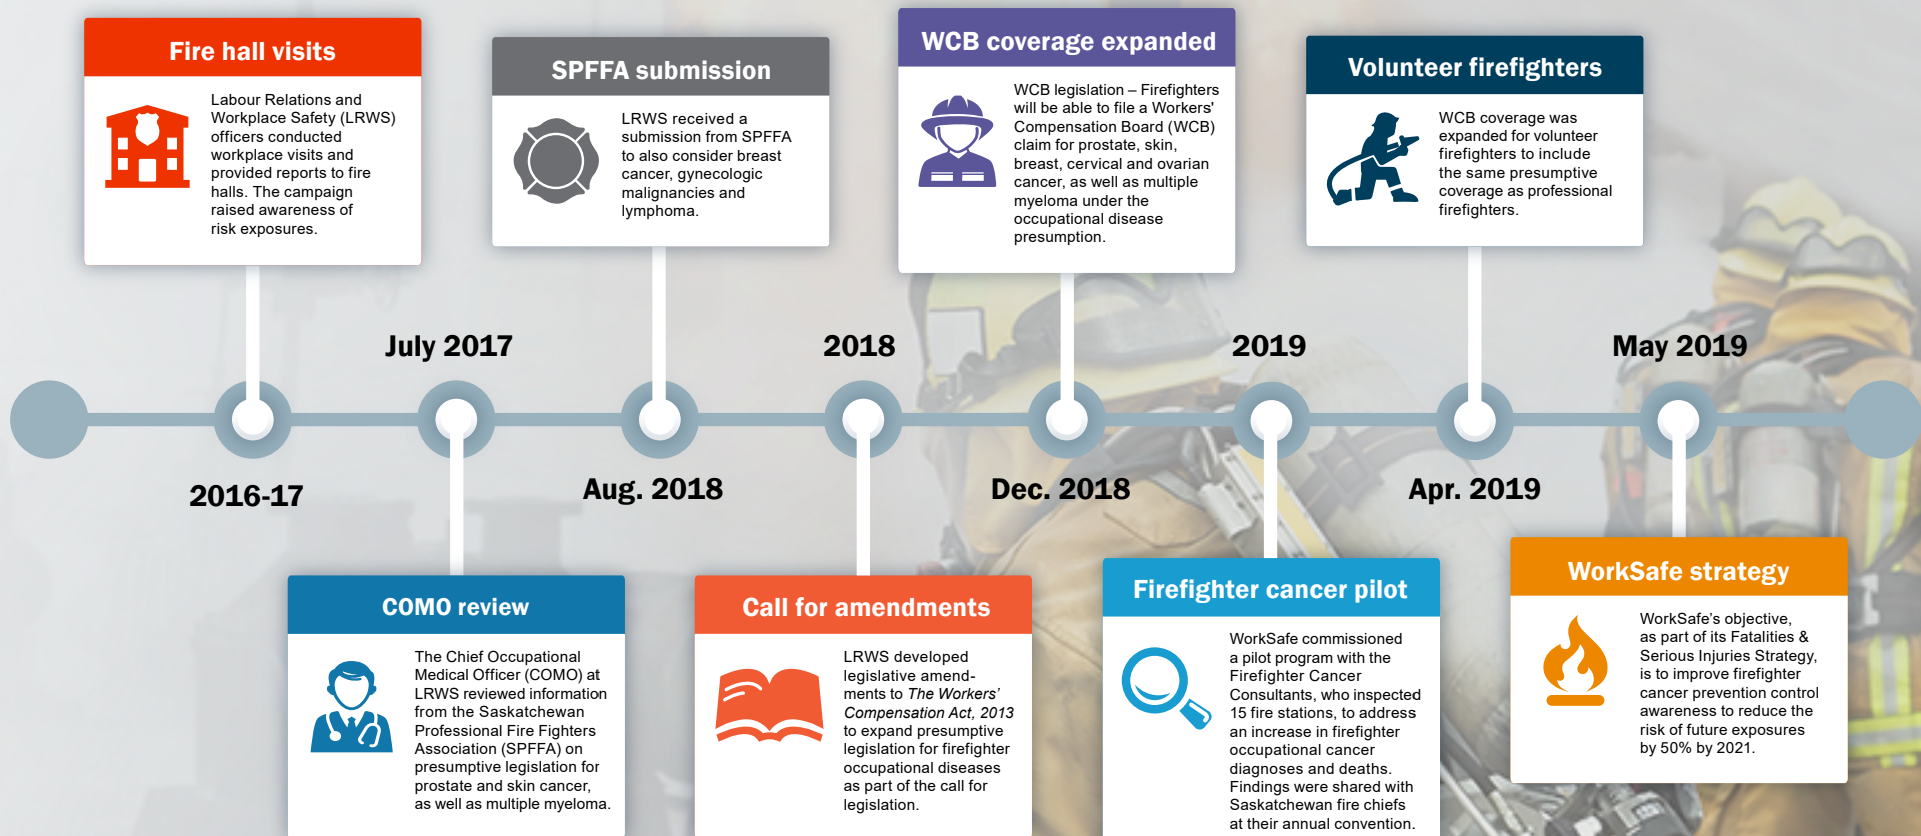 Fire hall visits
Labour Relations and
Workplace Safety (LRWS)
officers conducted
workplace visits and
provided reports to fire
halls. The campaign
raised awareness of
risk exposures.
2016-17
July 2017
COMO review
The Chief Occupational
Medical Officer (COMO) at
LRWS reviewed information
from the Saskatchewan
Professional Fire Fighters
Association (SPFFA) on
presumptive legislation for
prostate and skin cancer,
as well as multiple myeloma.
SPFFA submission
LRWS received a
submission from SPFFA
to also consider breast
cancer, gynecologic
malignancies and
lymphoma.
Aug. 2018
2018
Call for amendments
LRWS developed
legislative amend-
ments to The Workers'
Compensation Act, 2013
to expand presumptive
legislation for firefighter
occupational diseases
as part of the call for
legislation.
WCB coverage expanded
WCB legislation – Firefighters
will be able to file a Workers'
Compensation Board (WCB)
claim for prostate, skin,
breast, cervical and ovarian
cancer, as well as multiple
myeloma under the
occupational disease
presumption.
Dec. 2018
2019
Firefighter cancer pilot
WorkSafe commissioned
a pilot program with the
Firefighter Cancer
Consultants, who inspected
15 fire stations, to address
an increase in firefighter
occupational cancer
diagnoses and deaths.
Findings were shared with
Saskatchewan fire chiefs
at their annual convention.
Volunteer firefighters
WCB coverage was
expanded for volunteer
firefighters to include
the same presumptive
coverage as professional
firefighters.
Apr. 2019
May 2019
WorkSafe strategy
WorkSafe's objective,
as part of its Fatalities &
Serious Injuries Strategy,
is to improve firefighter
cancer prevention control
awareness to reduce the
risk of future exposures
by 50% by 2021.